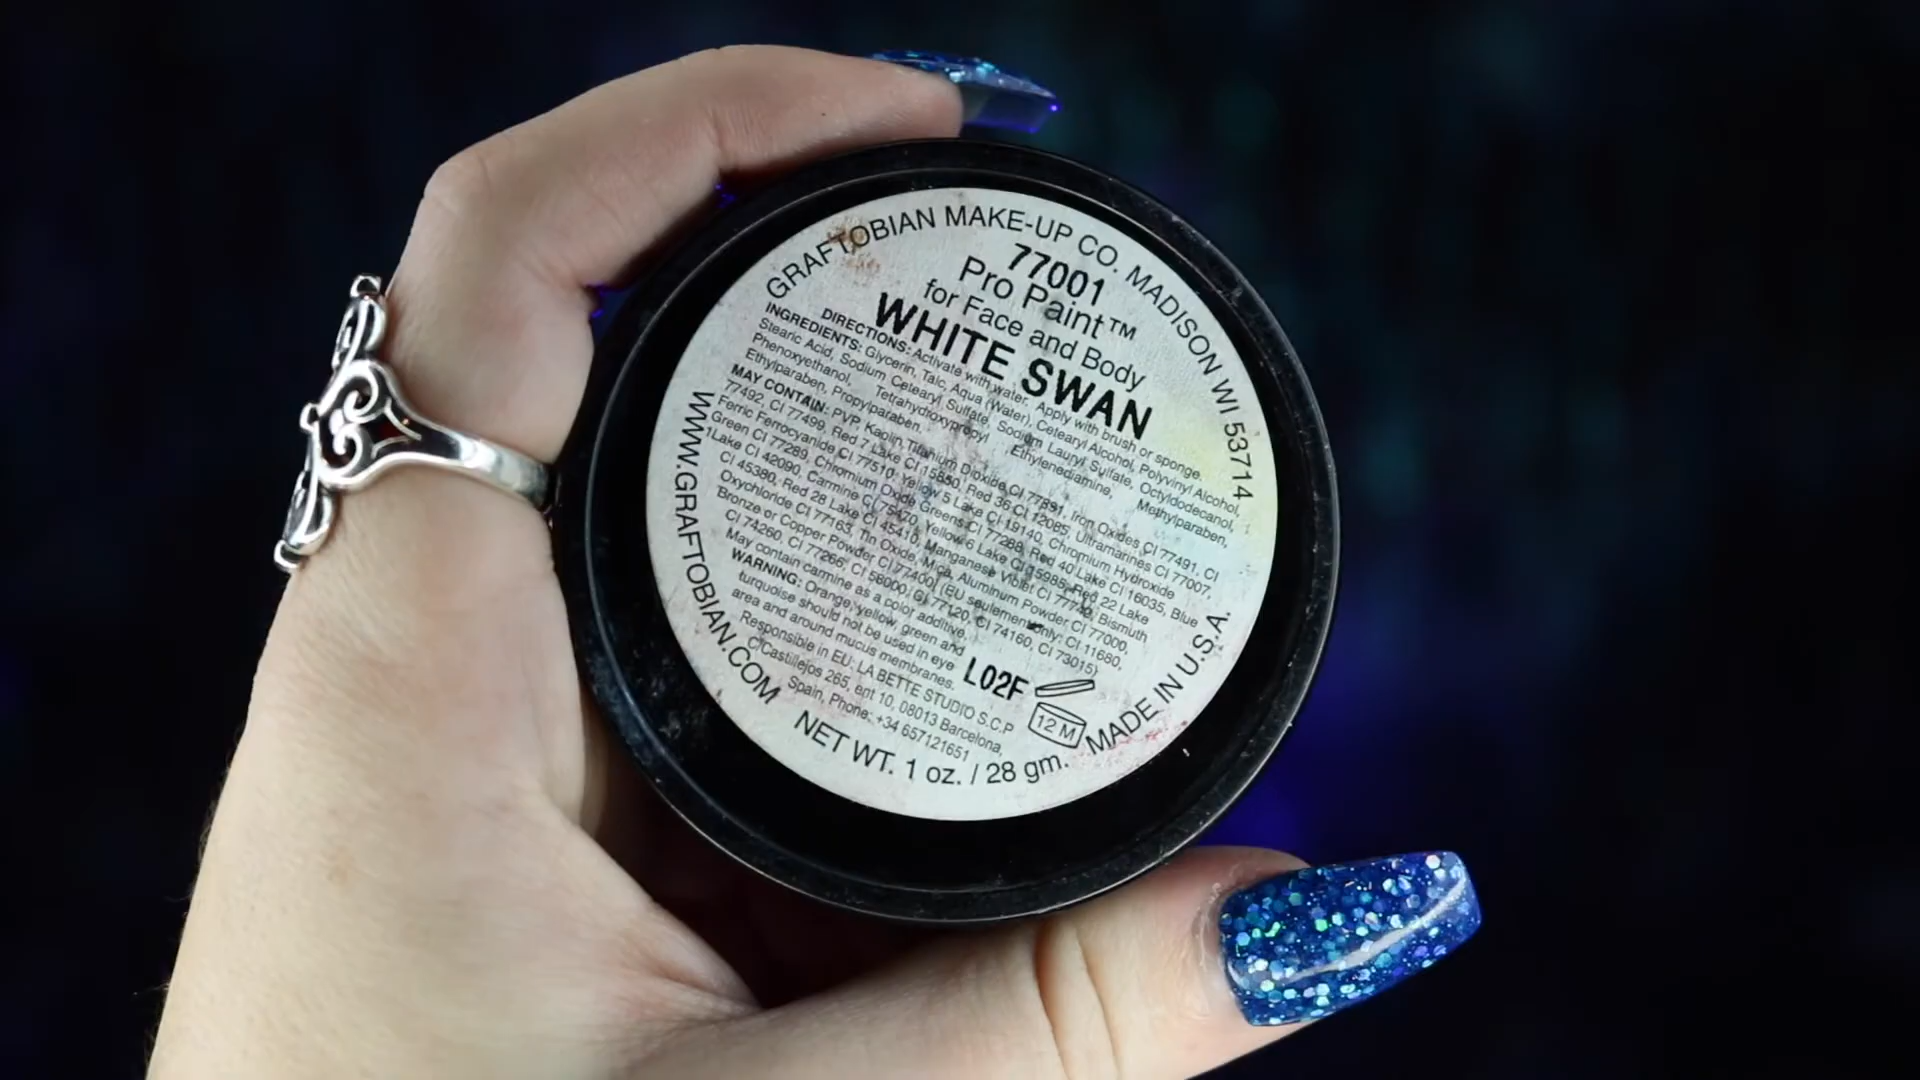 GRAFTOBIAN MAKE-UP CO. MADISON WI 53714
77001
Pro Paint™
for Face and Body
WHITE SWAN
DIRECTIONS: Activate with water. Apply with brush or sponge.
INGREDIENTS: Glycerin, Talc, Aqua (Water), Cetearyl Alcohol, Polyvinyl Alcohol,
Stearic Acid, Sodium Cetearyl Sulfate, Sodium Lauryl Sulfate, Octyldodecanol,
Phenoxyethanol, Tetrahydroxypropyl Ethylenediamine, Methylparaben,
Ethylparaben, Propylparaben.
MAY CONTAIN: PVP, Kaolin, Titanium Dioxide CI 77891, Iron Oxides CI 77491, CI
77492, CI 77499, Red 7 Lake CI 15850, Red 36 CI 12085, Ultramarines CI 77007,
Ferric Ferrocyanide CI 77510, Yellow 5 Lake CI 19140, Chromium Hydroxide
Green CI 77289, Chromium Oxide Greens CI 77288, Red 40 Lake CI 16035, Blue
1Lake CI 42090, Carmine CI 75470, Yellow 6 Lake CI 15985, Red 22 Lake
CI 45380, Red 28 Lake CI 45410, Manganese Violet CI 77742, Bismuth
Oxychloride CI 77163, Tin Oxide, Mica, Aluminum Powder CI 77000,
Bronze or Copper Powder CI 77400, (EU seulement/only: CI 11680,
CI 74260, CI 77266, CI 58000, CI 77120, CI 74160, CI 73015)
May contain carmine as a color additive.
WARNING: Orange, yellow, green and
turquoise should not be used in eye
area and around mucus membranes.
Responsible in EU: LA BETTE STUDIO S.C.P
C/Castillejos 265, ent 10, 08013 Barcelona,
Spain, Phone: +34 657121651
L02F
12 M
WWW.GRAFTOBIAN.COM
NET WT. 1 oz. / 28 gm.
MADE IN U.S.A.